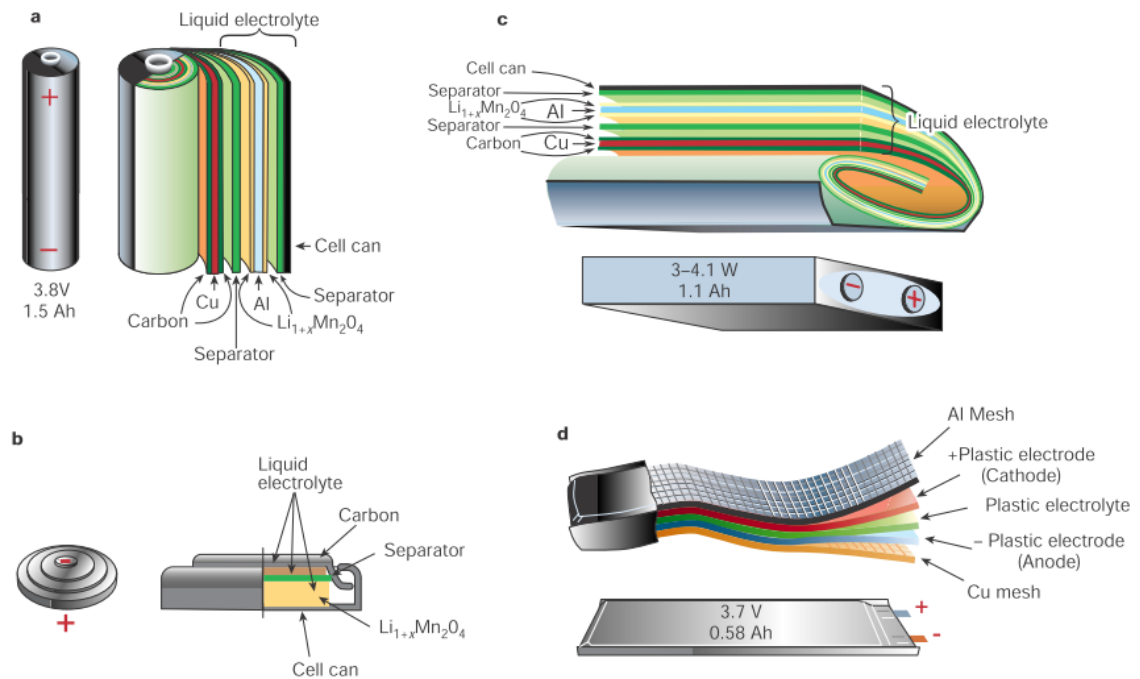 a
Liquid electrolyte
+
−
3.8V
1.5 Ah
Cell can
Separator
Cu
Al
Carbon
Li1+xMn2O4
Separator
b
Liquid
electrolyte
Carbon
Separator
Li1+xMn2O4
Cell can
-
+
c
Cell can
Separator
Li1+xMn2O4
Al
Separator
Carbon
Cu
Liquid electrolyte
3–4.1 W
1.1 Ah
−
+
d
Al Mesh
+Plastic electrode
(Cathode)
Plastic electrolyte
− Plastic electrode
(Anode)
Cu mesh
3.7 V
0.58 Ah
+
-